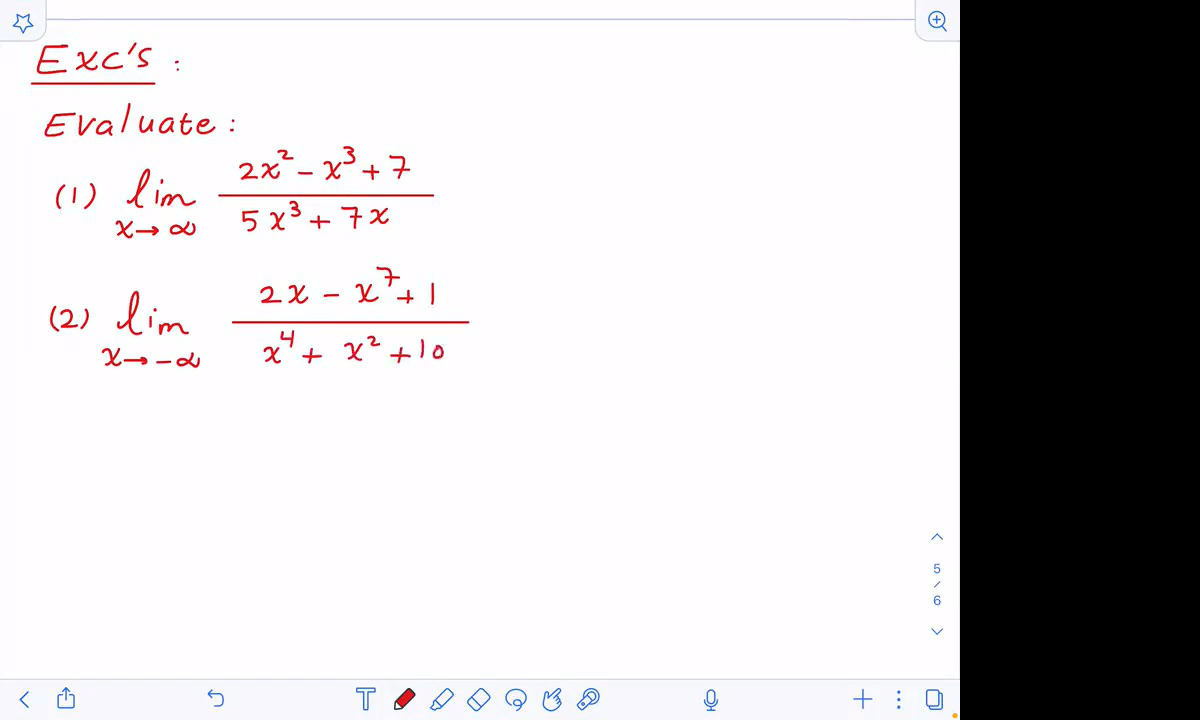 Exc's :
Evaluate :
(1) lim x→∞ (2x² - x³ + 7) / (5x³ + 7x)
(2) lim x→-∞ (2x - x⁷ + 1) / (x⁴ + x² + 10)
5
/
6
T